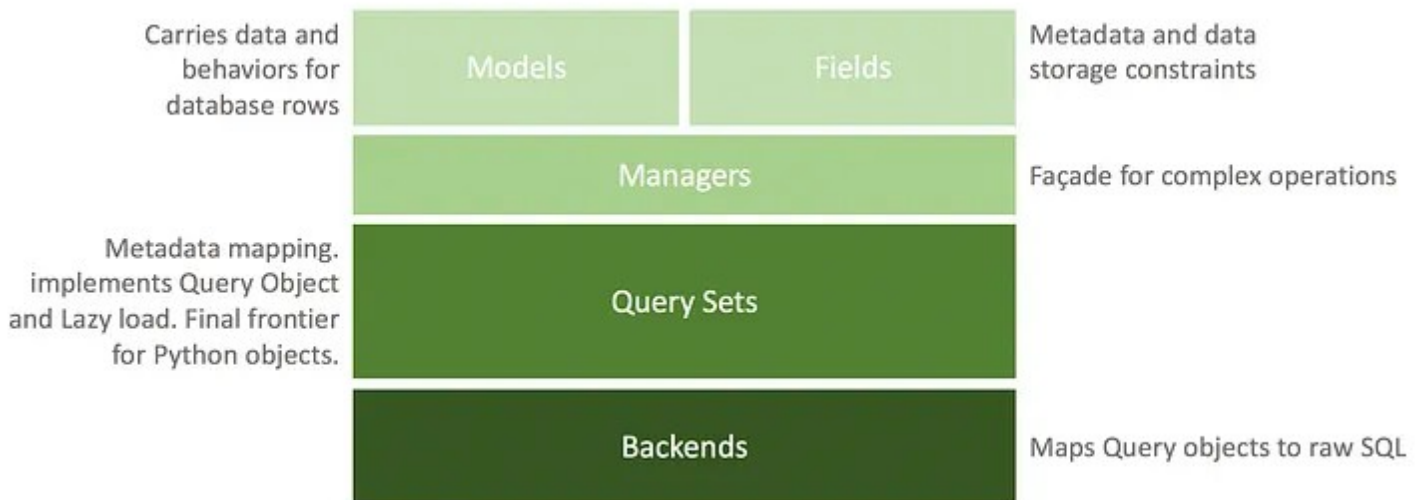 Carries data and
behaviors for
database rows
Models
Fields
Metadata and data
storage constraints
Managers
Façade for complex operations
Metadada mapping.
implements Query Object
and Lazy load. Final frontier
for Python objects.
Query Sets
Backends
Maps Query objects to raw SQL